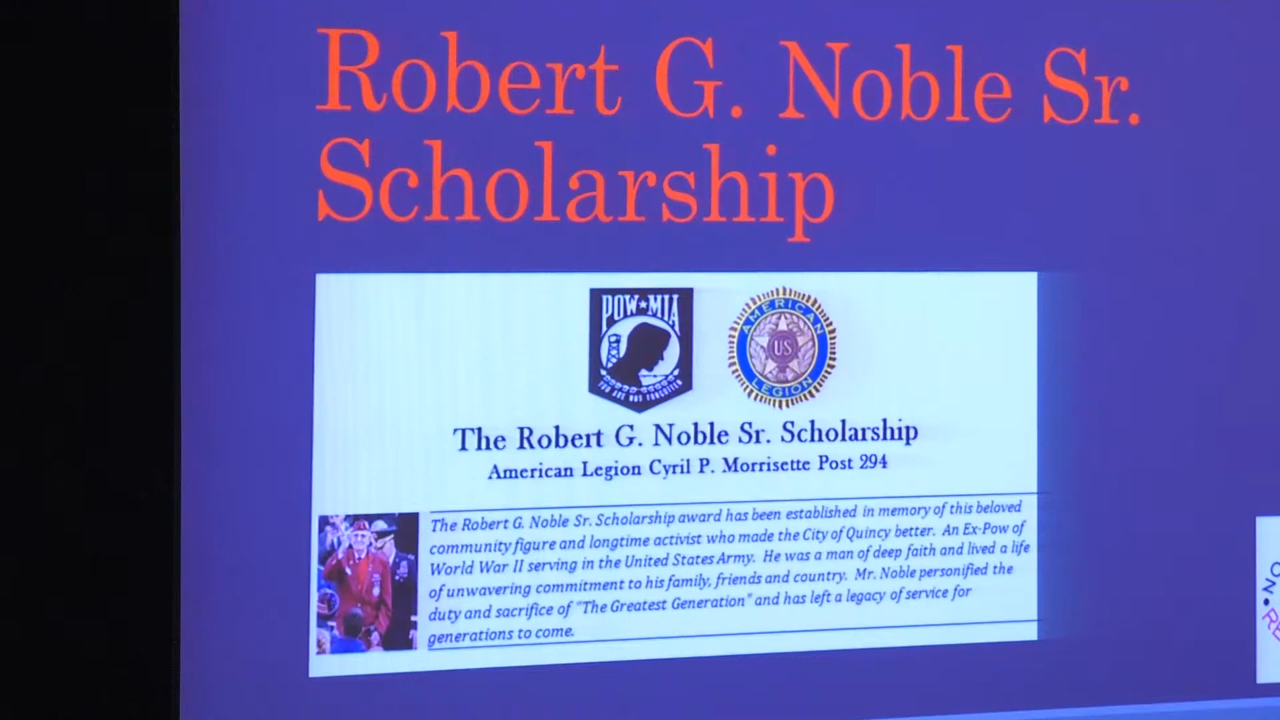 Robert G. Noble Sr.
Scholarship
POW★MIA
YOU ARE NOT FORGOTTEN
AMERICAN
US
LEGION
The Robert G. Noble Sr. Scholarship
American Legion Cyril P. Morrisette Post 294
The Robert G. Noble Sr. Scholarship award has been established in memory of this beloved
community figure and longtime activist who made the City of Quincy better. An Ex-Pow of
World War II serving in the United States Army. He was a man of deep faith and lived a life
of unwavering commitment to his family, friends and country. Mr. Noble personified the
duty and sacrifice of "The Greatest Generation" and has left a legacy of service for
generations to come.
NO